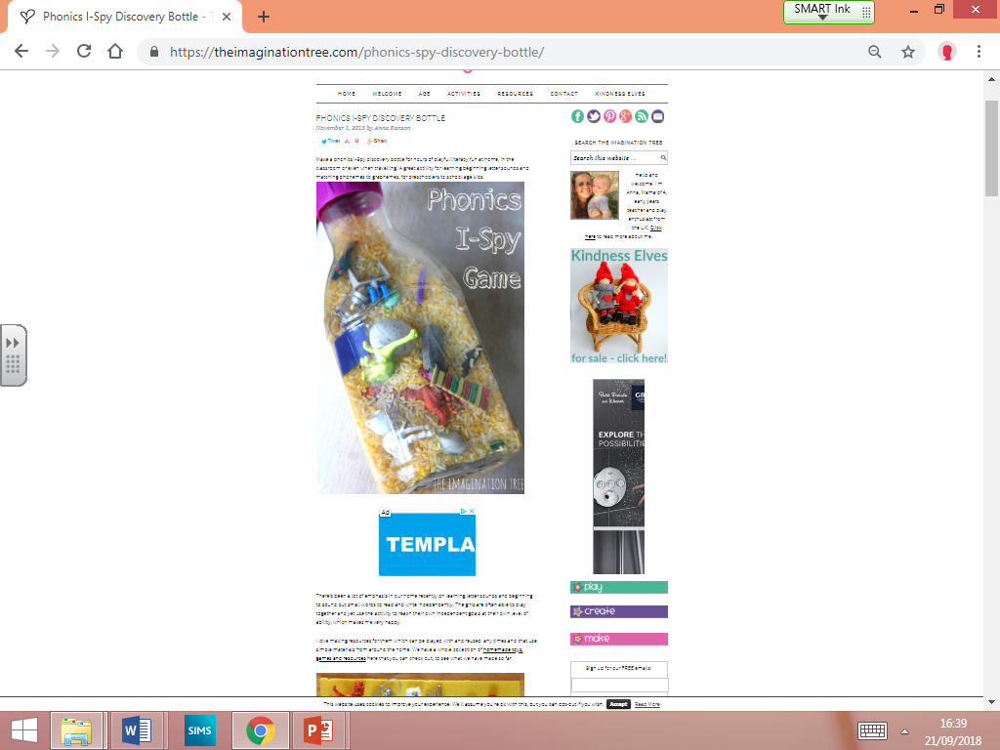 Phonics I-Spy Discovery Bottle - T
SMART Ink
https://theimaginationtree.com/phonics-spy-discovery-bottle/
HOME WELCOME AGE ACTIVITIES RESOURCES CONTACT KINDNESS ELVES
PHONICS I-SPY DISCOVERY BOTTLE
November 1, 2013 by Anna Ranson
Tweet 0 Share
Make a phonics I-Spy discovery bottle for hours of playful literacy fun at home, in the
classroom or even when travelling. A great activity for learning beginning letter sounds and
matching phonemes to graphemes, for preschoolers to school age kids.
Phonics
I-Spy
Game
THE IMAGINATION TREE
Ad
TEMPLA
There's been a lot of emphasis in our home recently on learning letter sounds and beginning
to sound out small words to read and write independently. The girls are often able to play
together and yet use the activity to reach their own independent goals at their own level of
ability, which makes me very happy.
I love making resources for them which can be played with and reused any times and that use
simple materials from around the home. We have a whole collection of homemade toys,
games and resources here that you can check out, to see what we have made so far.
SEARCH THE IMAGINATION TREE
Search this website ...
Hello and
welcome. I'm
Anna, Mama of 4,
early years
teacher and play
enthusiast from
the UK. Click
here to read more about me.
Kindness Elves
for sale - click here!
Best Friends
GR
EXPLORE TH
POSSIBILITIE
play
create
make
Sign up for our FREE emails:
This website uses cookies to improve your experience. We'll assume you're ok with this, but you can opt-out if you wish. Accept Read More
W
SIMS
P
16:39
21/09/2018